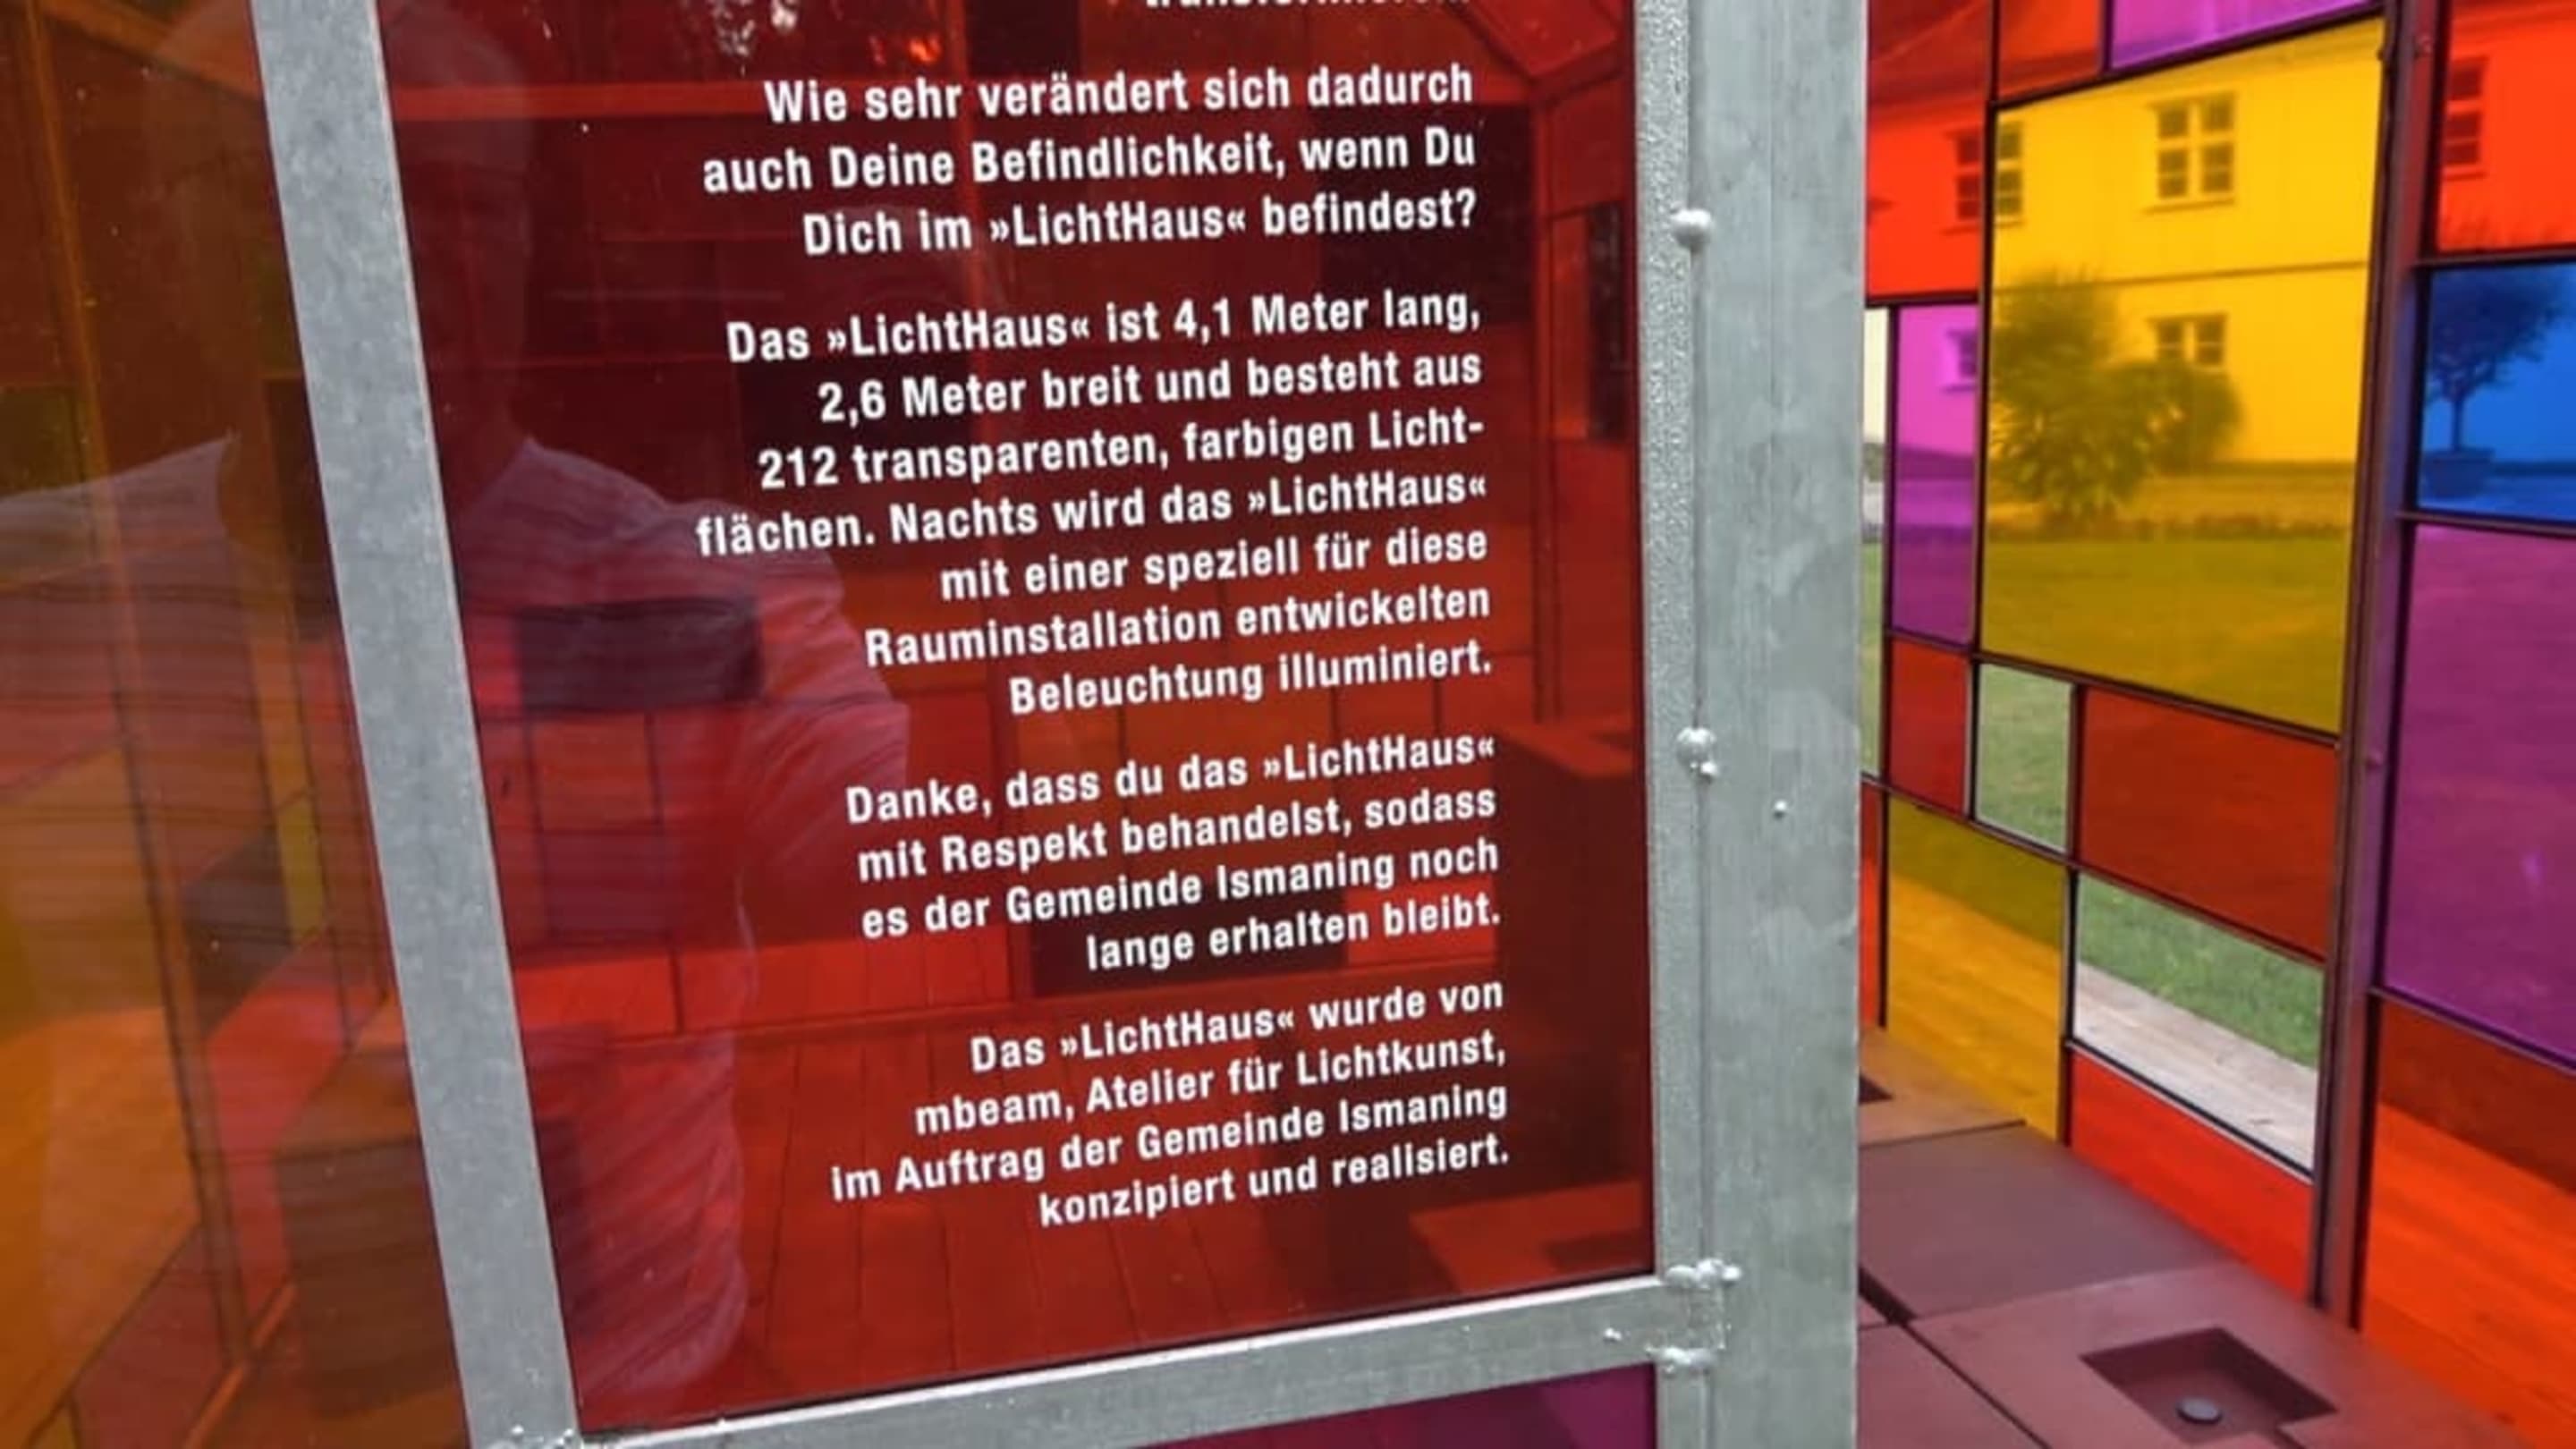 Wie sehr verändert sich dadurch
auch Deine Befindlichkeit, wenn Du
Dich im »LichtHaus« befindest?
Das »LichtHaus« ist 4,1 Meter lang,
2,6 Meter breit und besteht aus
212 transparenten, farbigen Licht-
flächen. Nachts wird das »LichtHaus«
mit einer speziell für diese
Rauminstallation entwickelten
Beleuchtung illuminiert.
Danke, dass du das »LichtHaus«
mit Respekt behandelst, sodass
es der Gemeinde Ismaning noch
lange erhalten bleibt.
Das »LichtHaus« wurde von
mbeam, Atelier für Lichtkunst,
im Auftrag der Gemeinde Ismaning
konzipiert und realisiert.